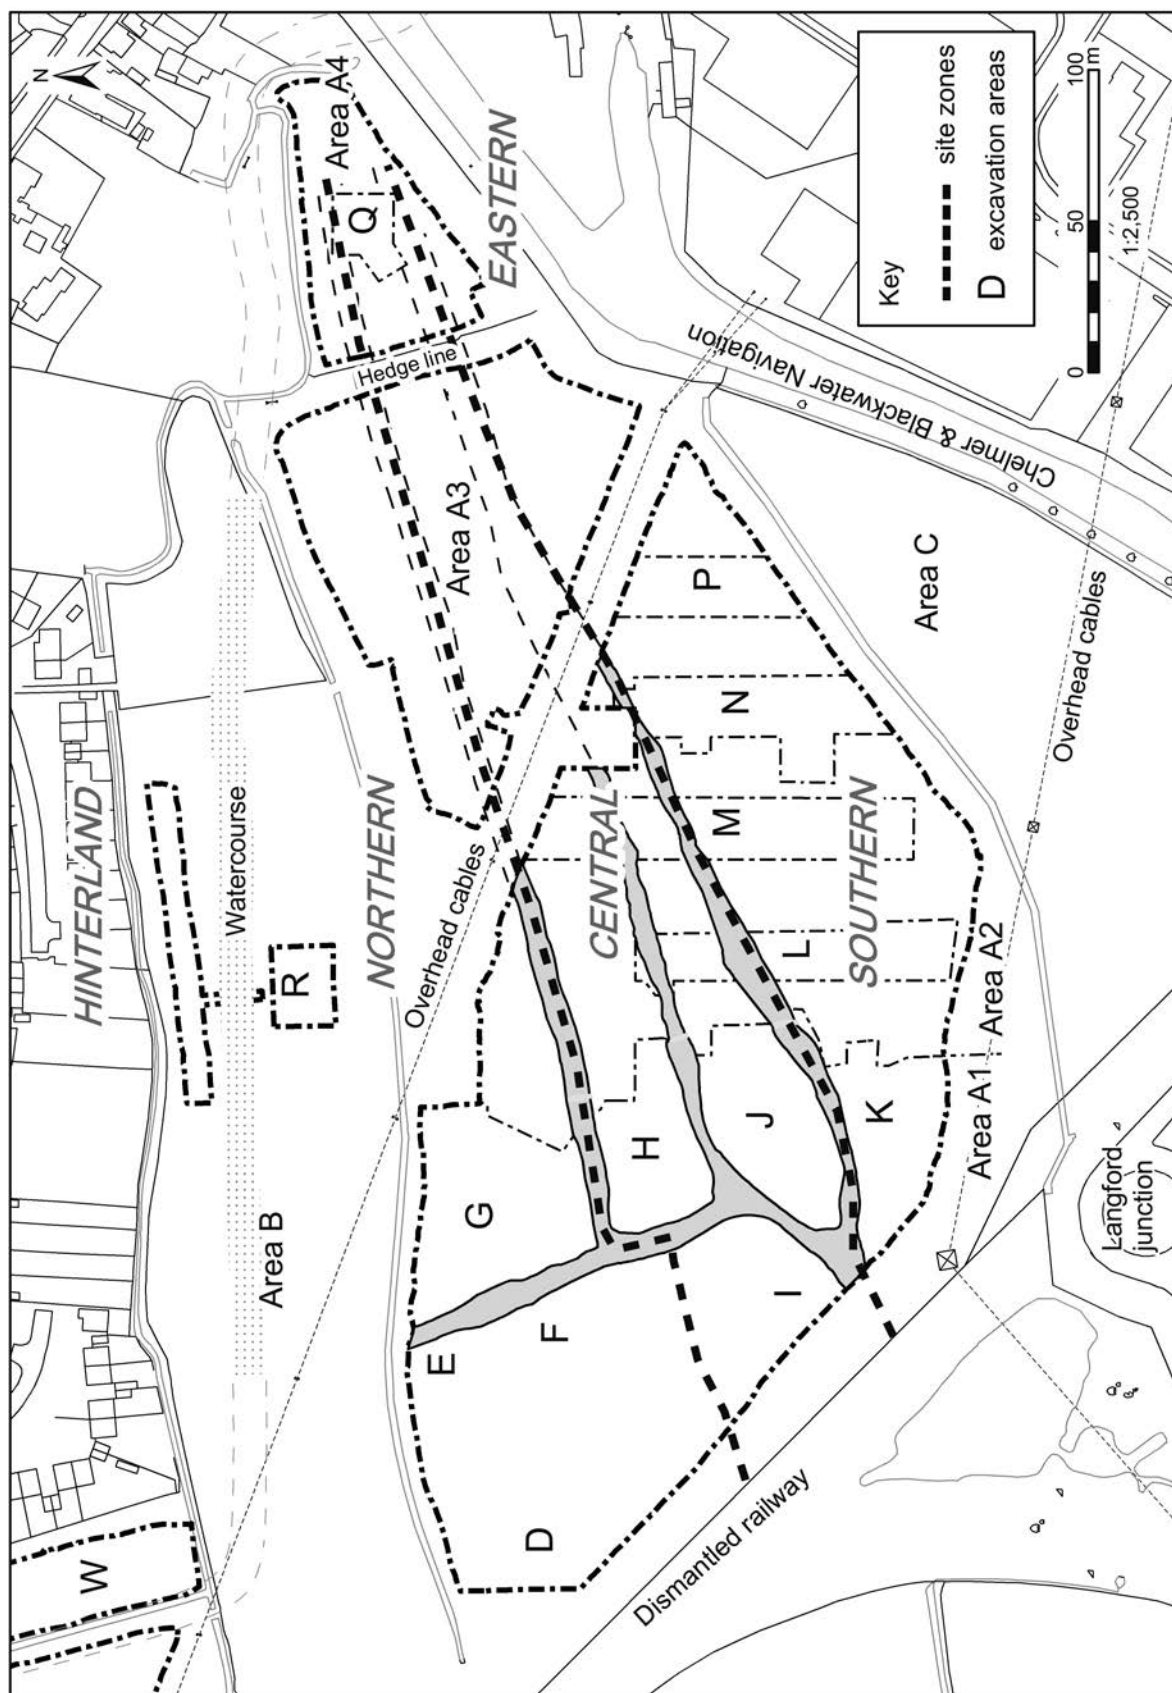 N
W
HINTERLAND
Watercourse
Area B
R
NORTHERN
Overhead cables
Area A4
Q
Hedge line
EASTERN
Area A3
E
G
F
D
H
CENTRAL
J
I
K
L
M
N
P
SOUTHERN
Area A1
Area A2
Area C
Overhead cables
Chelmer & Blackwater Navigation
Dismantled railway
Langford
junction
Key
site zones
D excavation areas
0 50 100
m
1:2,500